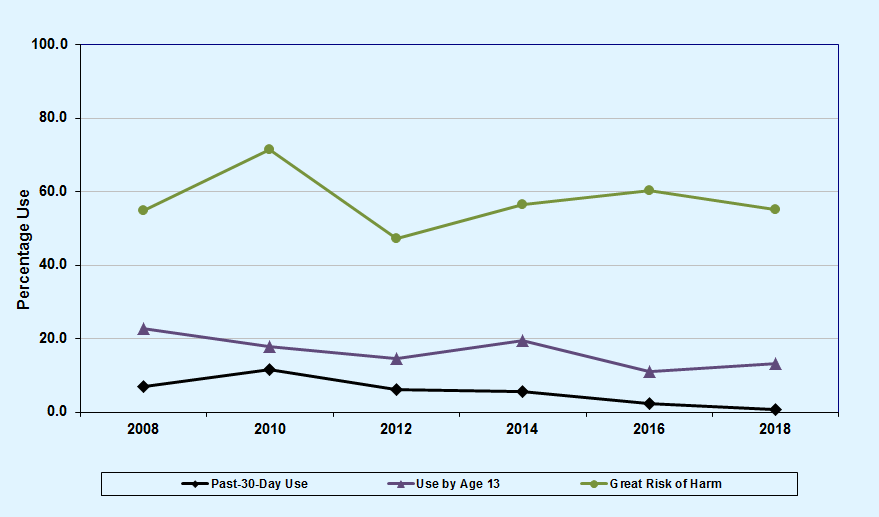 100.0
80.0
60.0
40.0
20.0
0.0
Percentage Use
2008 2010 2012 2014 2016 2018
Past-30-Day Use Use by Age 13 Great Risk of Harm